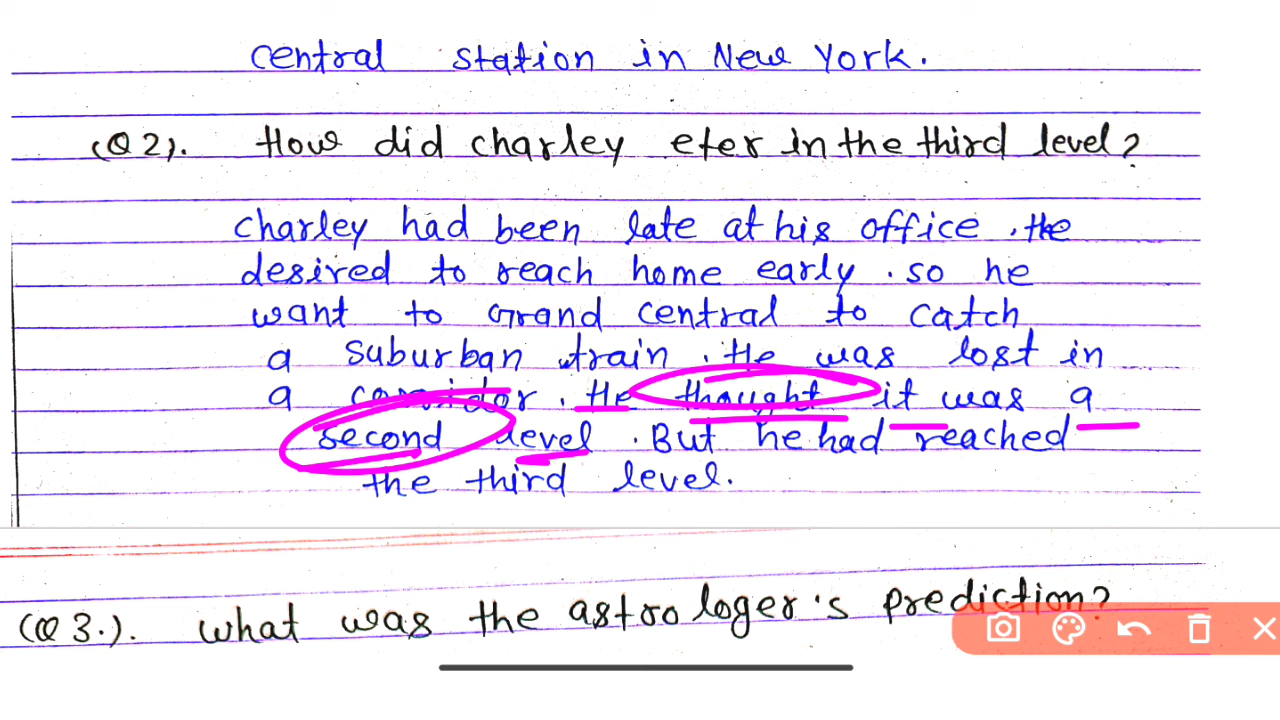 central station in New York.
(Q 2). How did charley eter in the third level?
charley had been late at his office . He
desired to reach home early . so he
want to Grand central to catch
a suburban train . He was lost in
a corridor . He thought it was a
second level . But he had reached
the third level.
(Q 3.). what was the astrologer's prediction?